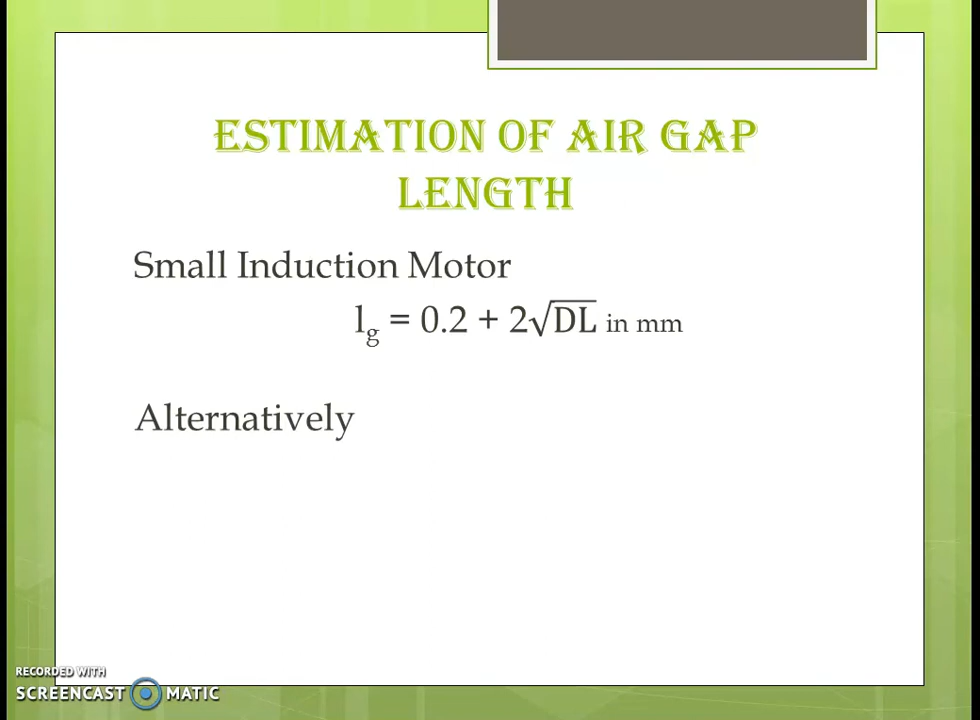 ESTIMATION OF AIR GAP
LENGTH
Small Induction Motor
lg = 0.2 + 2√DL in mm
Alternatively
RECORDED WITH
SCREENCAST MATIC